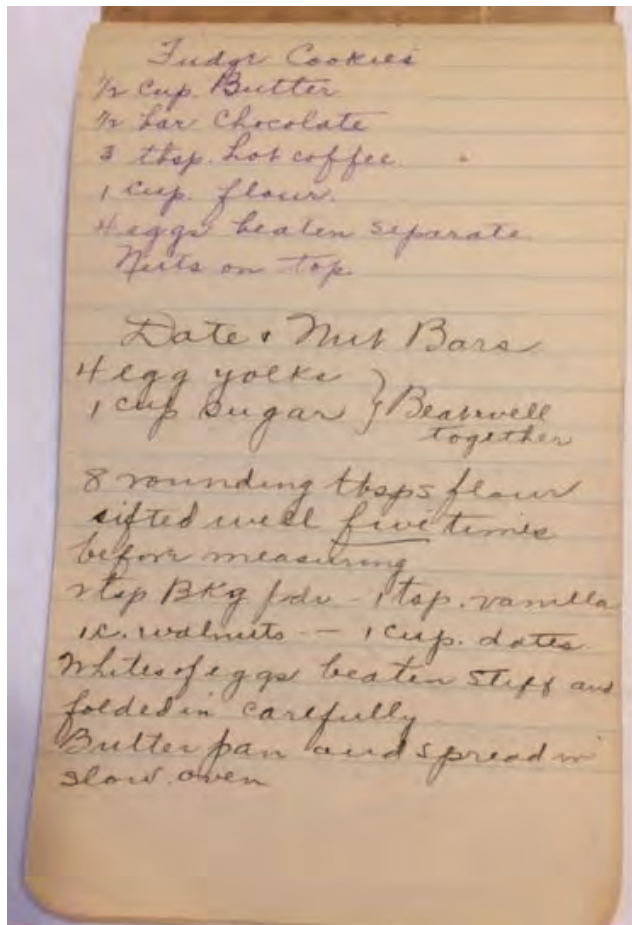 Fudge Cookies
1/2 cup Butter
1/2 bar Chocolate
3 tbsp. hot coffee.
1 cup. flour.
4 eggs beaten separate.
Nuts on top.
Date & Nut Bars
4 egg yolks
1 cup sugar } Beat well
together
8 rounding tbsps flour
sifted well five times
before measuring
2 tsp Bkg pdr - 1 tsp. vanilla
1 c. walnuts -- 1 cup. dates.
Whites of eggs beaten stiff and
folded in carefully
Butter pan and spread in
slow oven